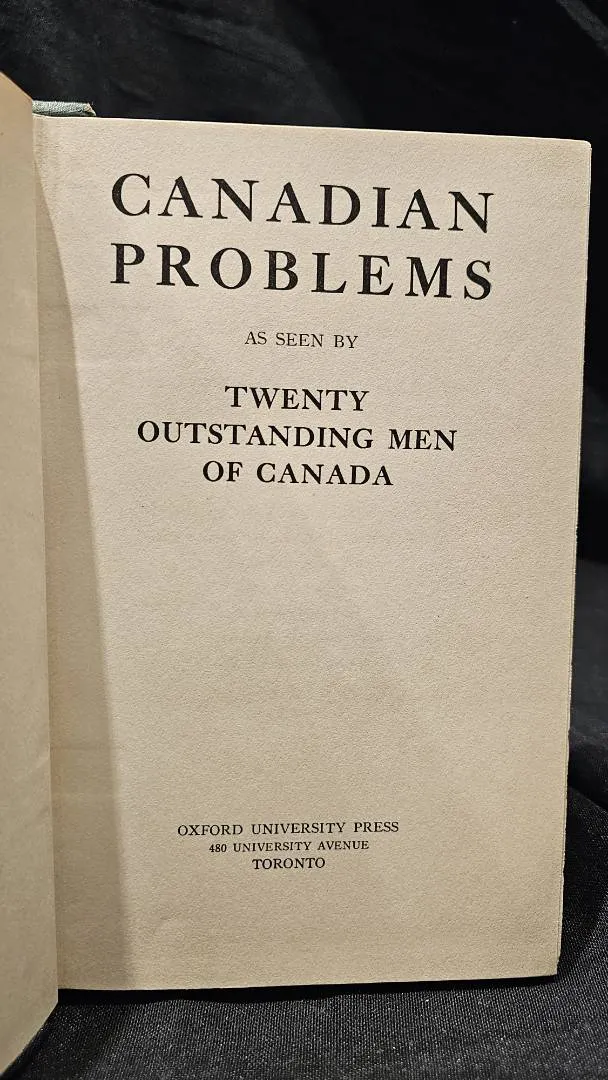 CANADIAN
PROBLEMS
AS SEEN BY
TWENTY
OUTSTANDING MEN
OF CANADA
OXFORD UNIVERSITY PRESS
480 UNIVERSITY AVENUE
TORONTO